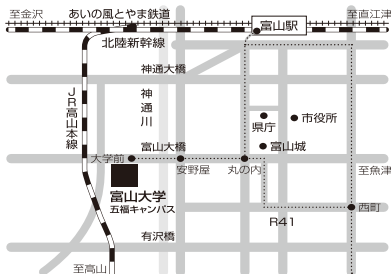 至金沢
あいの風とやま鉄道
富山駅
至直江津
北陸新幹線
神通大橋
JR高山本線
神通川
県庁
市役所
富山大橋
富山城
大学前
安野屋
丸の内
至魚津
富山大学
五福キャンパス
西町
R41
有沢橋
至高山